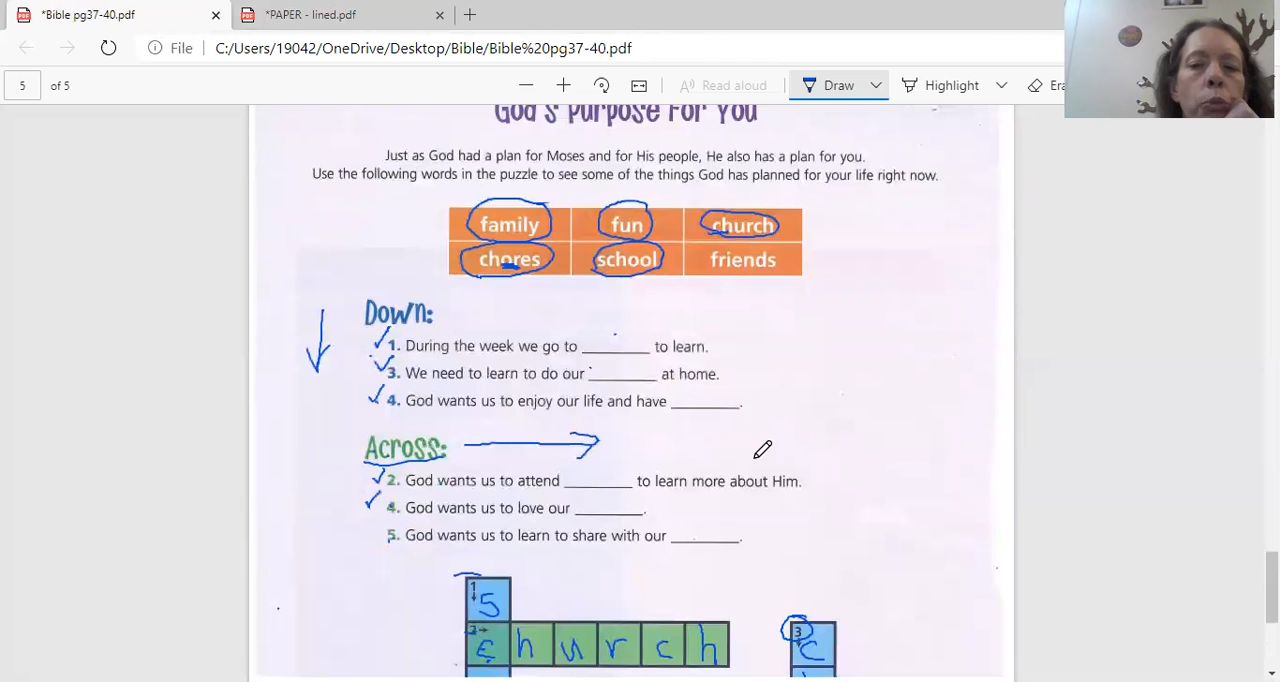 *Bible pg37-40.pdf
*PAPER - lined.pdf
File C:/Users/19042/OneDrive/Desktop/Bible/Bible%20pg37-40.pdf
5 of 5
Read aloud
Draw
Highlight
God's Purpose For You
Just as God had a plan for Moses and for His people, He also has a plan for you.
Use the following words in the puzzle to see some of the things God has planned for your life right now.
family fun church
chores school friends
Down:
1. During the week we go to ________ to learn.
3. We need to learn to do our ________ at home.
4. God wants us to enjoy our life and have ________.
Across:
2. God wants us to attend ________ to learn more about Him.
4. God wants us to love our ________.
5. God wants us to learn to share with our ________.
1 S
2 c h u r c h
3 c